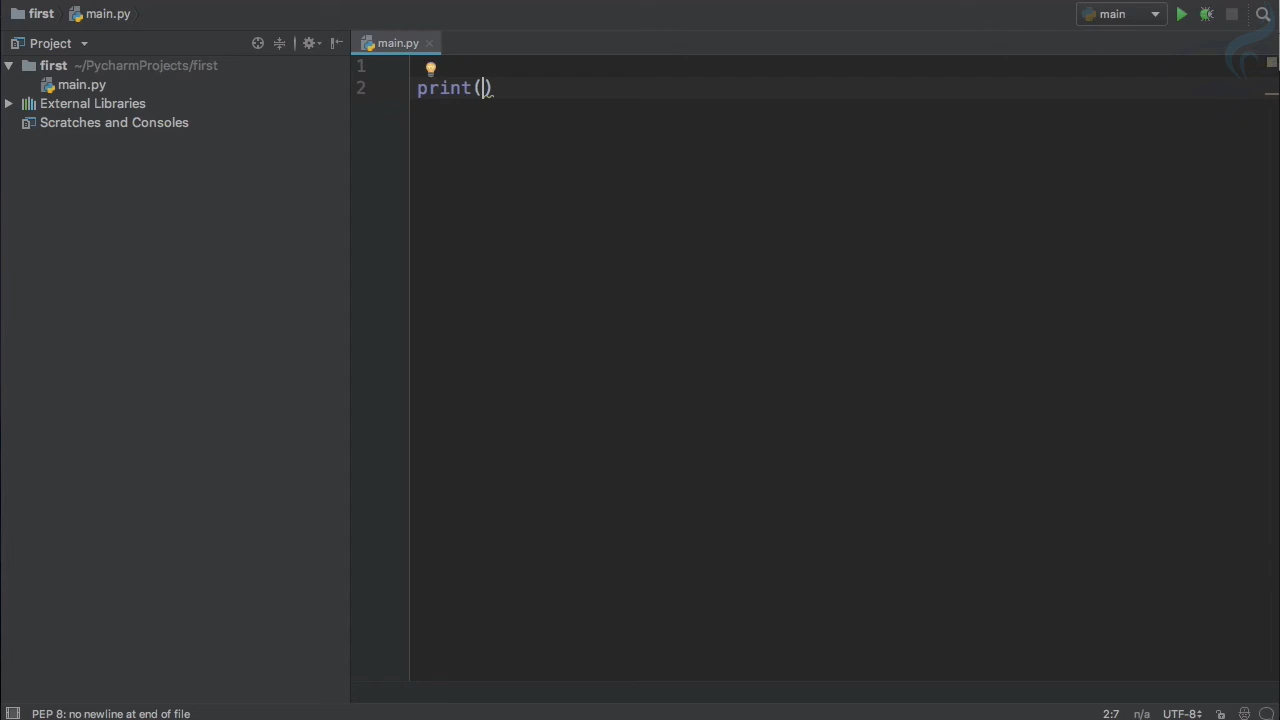 first main.py main
Project main.py
first ~/PycharmProjects/first 1
main.py
print() 2
External Libraries
Scratches and Consoles
PEP 8: no newline at end of file 2:7 n/a UTF-8